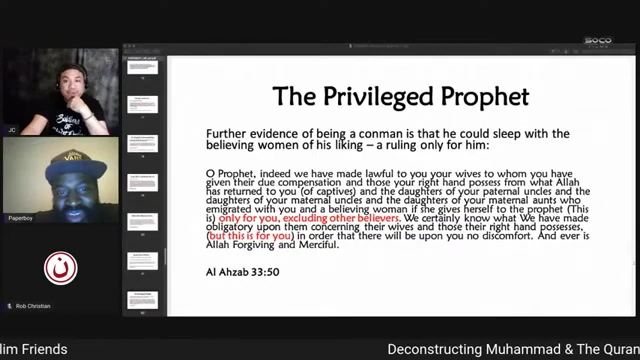 SOCO
JC
VANS
Paperboy
ن
Rob Christian
The Privileged Prophet
Further evidence of being a conman is that he could sleep with the
believing women of his liking – a ruling only for him:
O Prophet, indeed we have made lawful to you your wives to whom you have
given their due compensation and those your right hand possess from what Allah
has returned to you (of captives) and the daughters of your paternal uncles and the
daughters of your maternal uncles and the daughters of your maternal aunts who
emigrated with you and a believing woman if she gives herself to the prophet (This
is) only for you, excluding other believers. We certainly know what We have made
obligatory upon them concerning their wives and those their right hand possesses,
(but this is for you) in order that there will be upon you no discomfort. And ever is
Allah Forgiving and Merciful.
Al Ahzab 33:50
lim Friends
Deconstructing Muhammad & The Quran